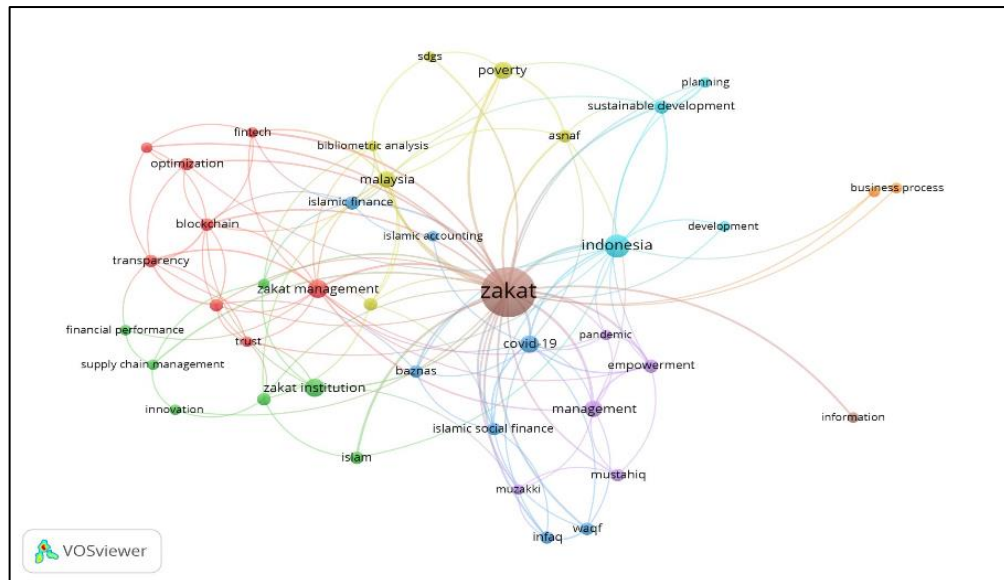 sdgs
poverty
planning
sustainable development
fintech
asnaf
bibliometric analysis
optimization
malaysia
business process
islamic finance
blockchain
development
islamic accounting
indonesia
transparency
zakat management
zakat
financial performance
trust
covid-19
pandemic
supply chain management
baznas
empowerment
zakat institution
innovation
management
information
islamic social finance
islam
mustahiq
muzakki
waqf
infaq
VOSviewer